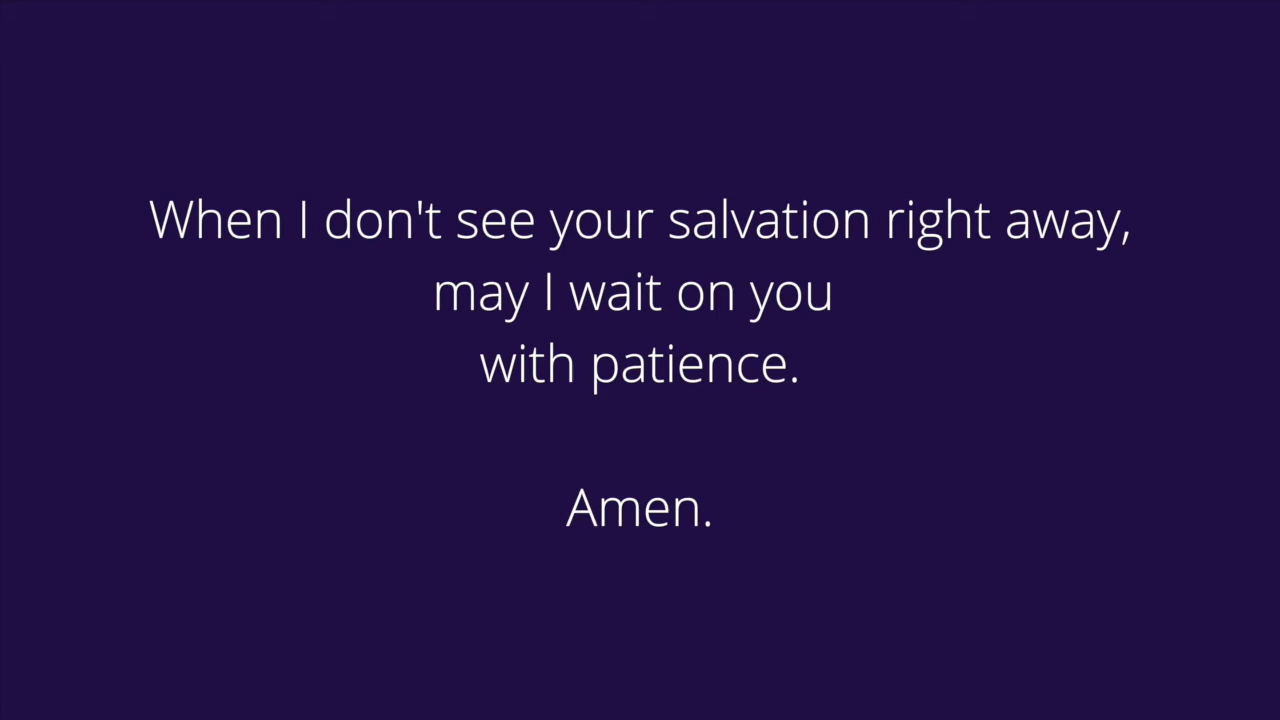 When I don't see your salvation right away,
may I wait on you
with patience.
Amen.